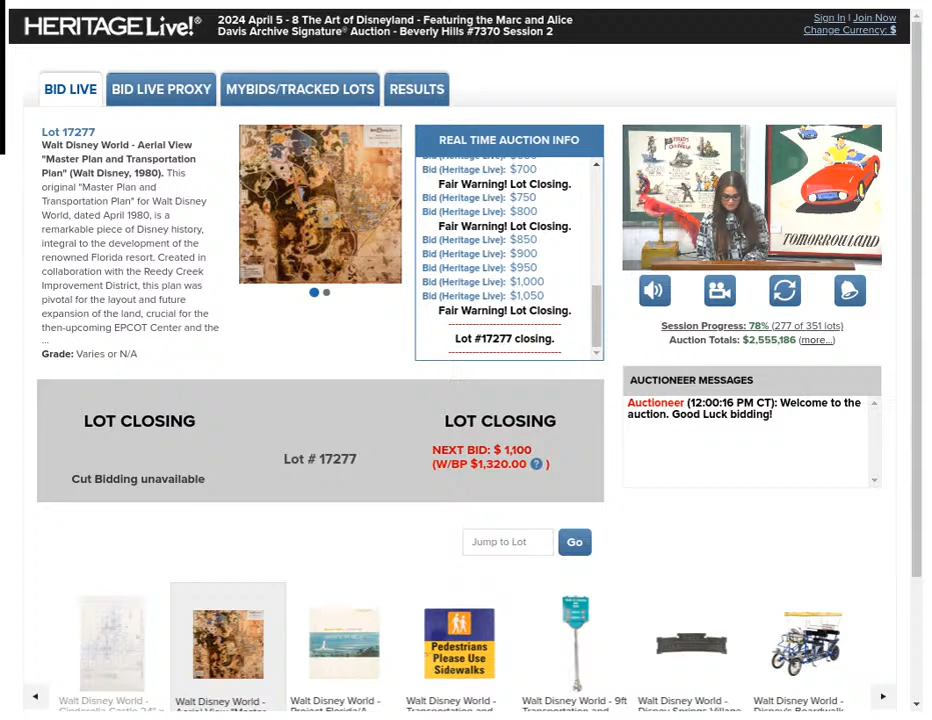 HERITAGE Live!®
2024 April 5 - 8 The Art of Disneyland - Featuring the Marc and Alice
Davis Archive Signature® Auction - Beverly Hills #7370 Session 2
Sign In | Join Now
Change Currency: $
BID LIVE
BID LIVE PROXY
MYBIDS/TRACKED LOTS
RESULTS
Lot 17277
Walt Disney World - Aerial View
"Master Plan and Transportation
Plan" (Walt Disney, 1980). This
original "Master Plan and
Transportation Plan" for Walt Disney
World, dated April 1980, is a
remarkable piece of Disney history,
integral to the development of the
renowned Florida resort. Created in
collaboration with the Reedy Creek
Improvement District, this plan was
pivotal for the layout and future
expansion of the land, crucial for the
then-upcoming EPCOT Center and the
...
Grade: Varies or N/A
REAL TIME AUCTION INFO
Bid (Heritage Live): $700
Fair Warning! Lot Closing.
Bid (Heritage Live): $750
Bid (Heritage Live): $800
Fair Warning! Lot Closing.
Bid (Heritage Live): $850
Bid (Heritage Live): $900
Bid (Heritage Live): $950
Bid (Heritage Live): $1,000
Bid (Heritage Live): $1,050
Fair Warning! Lot Closing.
Lot #17277 closing.
TOMORROWLAND
Session Progress: 78% (277 of 351 lots)
Auction Totals: $2,555,186 (more...)
AUCTIONEER MESSAGES
Auctioneer (12:00:16 PM CT): Welcome to the
auction. Good Luck bidding!
LOT CLOSING
Cut Bidding unavailable
Lot # 17277
LOT CLOSING
NEXT BID: $ 1,100
(W/BP $1,320.00 ? )
Jump to Lot
Go
Pedestrians
Please Use
Sidewalks
Walt Disney World -
Walt Disney World -
Walt Disney World -
Walt Disney World -
Walt Disney World - 9ft
Walt Disney World -
Walt Disney World -